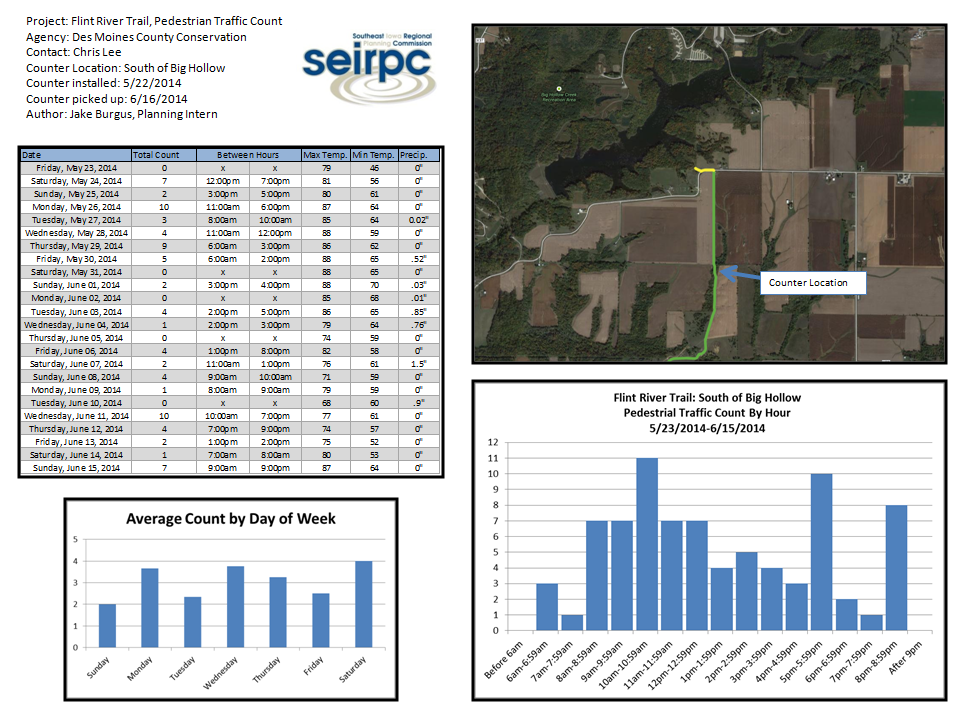 Project: Flint River Trail, Pedestrian Traffic Count
Agency: Des Moines County Conservation
Contact: Chris Lee
Counter Location: South of Big Hollow
Counter installed: 5/22/2014
Counter picked up: 6/16/2014
Author: Jake Burgus, Planning Intern
Southeast Iowa Regional
Planning Commission
seirpc
Date Total Count Between Hours Max Temp. Min Temp. Precip.
Friday, May 23, 2014 0 x x 79 46 0"
Saturday, May 24, 2014 7 12:00pm 7:00pm 81 56 0"
Sunday, May 25, 2014 2 3:00pm 5:00pm 80 61 0"
Monday, May 26, 2014 10 11:00am 6:00pm 87 64 0"
Tuesday, May 27, 2014 3 8:00am 10:00am 85 64 0.02"
Wednesday, May 28, 2014 4 11:00am 12:00pm 88 59 0"
Thursday, May 29, 2014 9 6:00am 3:00pm 86 62 0"
Friday, May 30, 2014 5 6:00am 2:00pm 88 65 .52"
Saturday, May 31, 2014 0 x x 88 65 0"
Sunday, June 01, 2014 2 3:00pm 4:00pm 88 70 .03"
Monday, June 02, 2014 0 x x 85 68 .01"
Tuesday, June 03, 2014 4 2:00pm 5:00pm 86 65 .85"
Wednesday, June 04, 2014 1 2:00pm 3:00pm 79 64 .76"
Thursday, June 05, 2014 0 x x 74 59 0"
Friday, June 06, 2014 4 1:00pm 8:00pm 82 58 0"
Saturday, June 07, 2014 2 11:00am 1:00pm 76 61 1.5"
Sunday, June 08, 2014 4 9:00am 10:00am 71 59 0"
Monday, June 09, 2014 1 8:00am 9:00am 79 59 0"
Tuesday, June 10, 2014 0 x x 68 60 .9"
Wednesday, June 11, 2014 10 10:00am 7:00pm 77 61 0"
Thursday, June 12, 2014 4 7:00pm 9:00pm 74 57 0"
Friday, June 13, 2014 2 1:00pm 2:00pm 75 52 0"
Saturday, June 14, 2014 1 7:00am 8:00am 80 53 0"
Sunday, June 15, 2014 7 9:00am 9:00pm 87 64 0"
Average Count by Day of Week
5
4
3
2
1
0
Sunday
Monday
Tuesday
Wednesday
Thursday
Friday
Saturday
Big Hollow Creek
Recreation Area
Counter Location
Flint River Trail: South of Big Hollow
Pedestrial Traffic Count By Hour
5/23/2014-6/15/2014
12
11
10
9
8
7
6
5
4
3
2
1
0
Before 6am
6am-6:59am
7am-7:59am
8am-8:59am
9am-9:59am
10am-10:59am
11am-11:59am
12pm-12:59pm
1pm-1:59pm
2pm-2:59pm
3pm-3:59pm
4pm-4:59pm
5pm-5:59pm
6pm-6:59pm
7pm-7:59pm
8pm-8:59pm
After 9pm